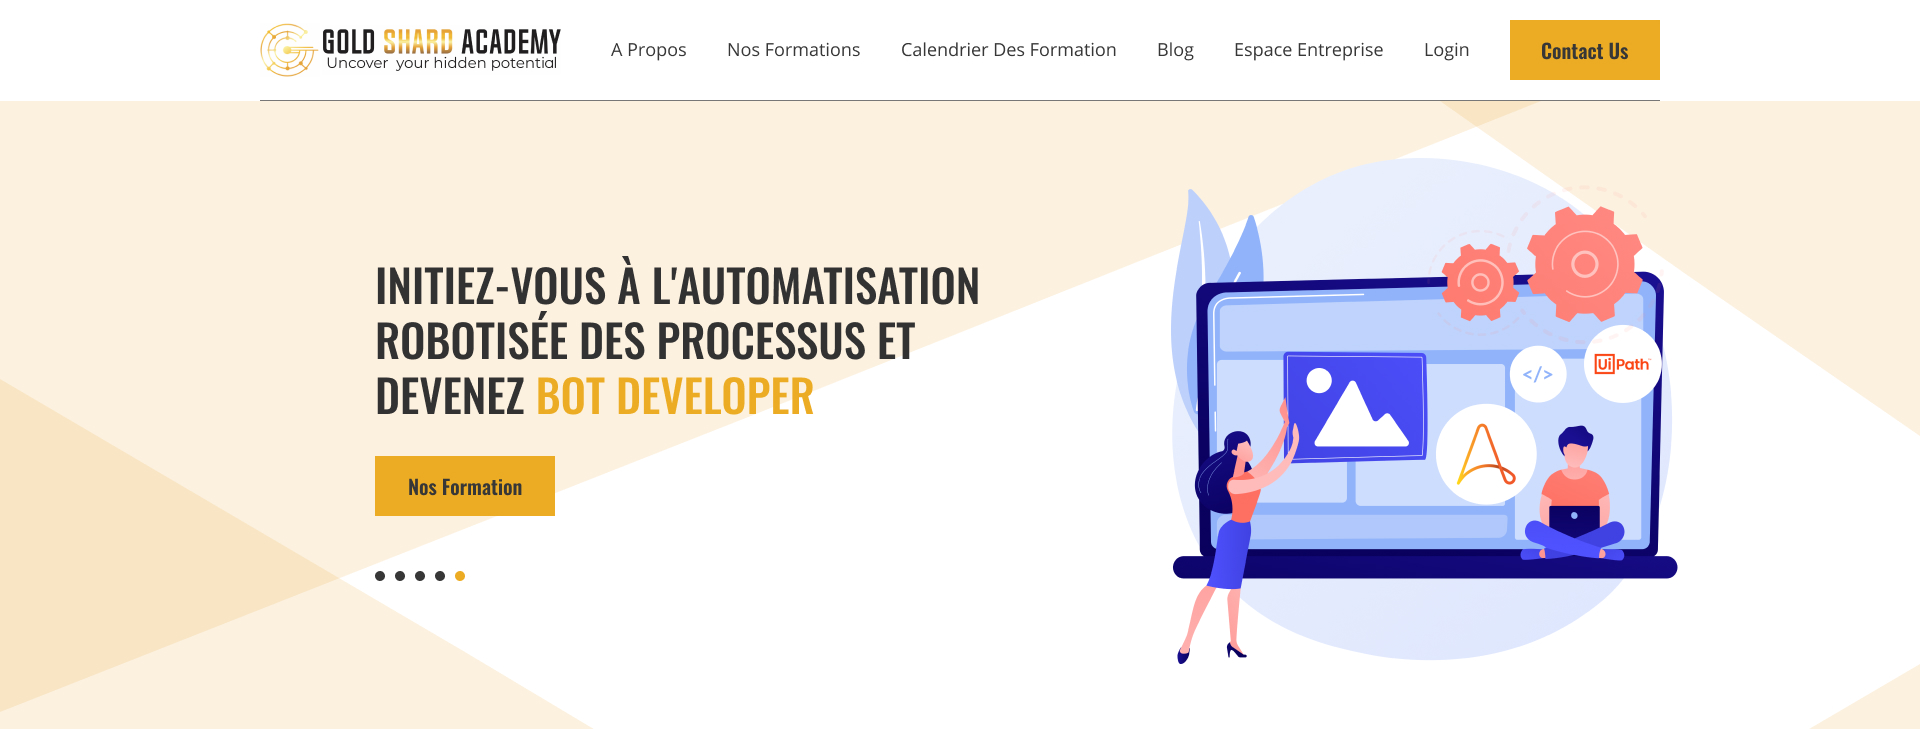 GOLD SHARD ACADEMY
Uncover your hidden potential
A Propos
Nos Formations
Calendrier Des Formation
Blog
Espace Entreprise
Login
Contact Us
INITIEZ-VOUS À L'AUTOMATISATION
ROBOTISÉE DES PROCESSUS ET
DEVENEZ BOT DEVELOPER
Nos Formation
</>
UiPath